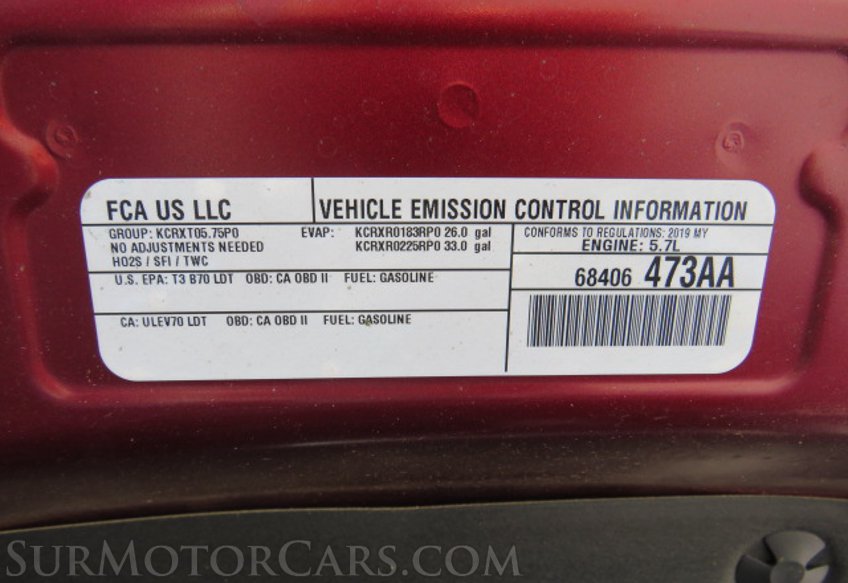 FCA US LLC VEHICLE EMISSION CONTROL INFORMATION
GROUP: KCRXT05.75P0 EVAP: KCRXR0183RP0 26.0 gal
NO ADJUSTMENTS NEEDED KCRXR0225RP0 33.0 gal
HO2S / SFI / TWC
CONFORMS TO REGULATIONS: 2019 MY
ENGINE: 5.7L
U.S. EPA: T3 B70 LDT OBD: CA OBD II FUEL: GASOLINE
68406 473AA
CA: ULEV70 LDT OBD: CA OBD II FUEL: GASOLINE
SURMOTORCARS.COM